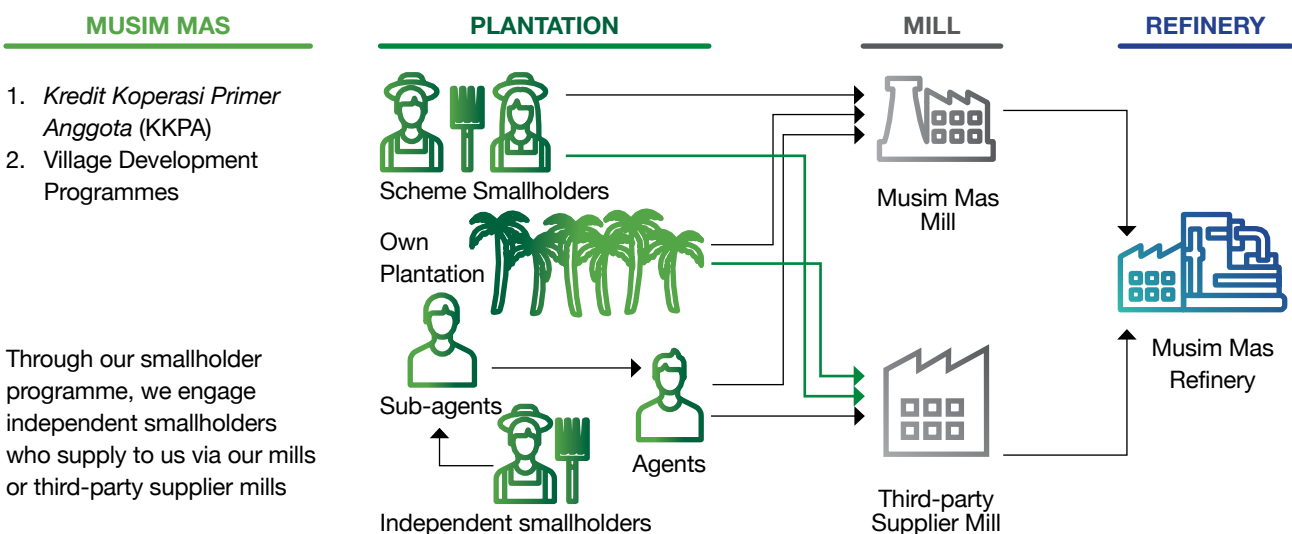 MUSIM MAS
1. Kredit Koperasi Primer
Anggota (KKPA)
2. Village Development
Programmes
Through our smallholder
programme, we engage
independent smallholders
who supply to us via our mills
or third-party supplier mills
PLANTATION
Scheme Smallholders
Own
Plantation
Sub-agents
Agents
Independent smallholders
MILL
Musim Mas
Mill
Third-party
Supplier Mill
REFINERY
Musim Mas
Refinery